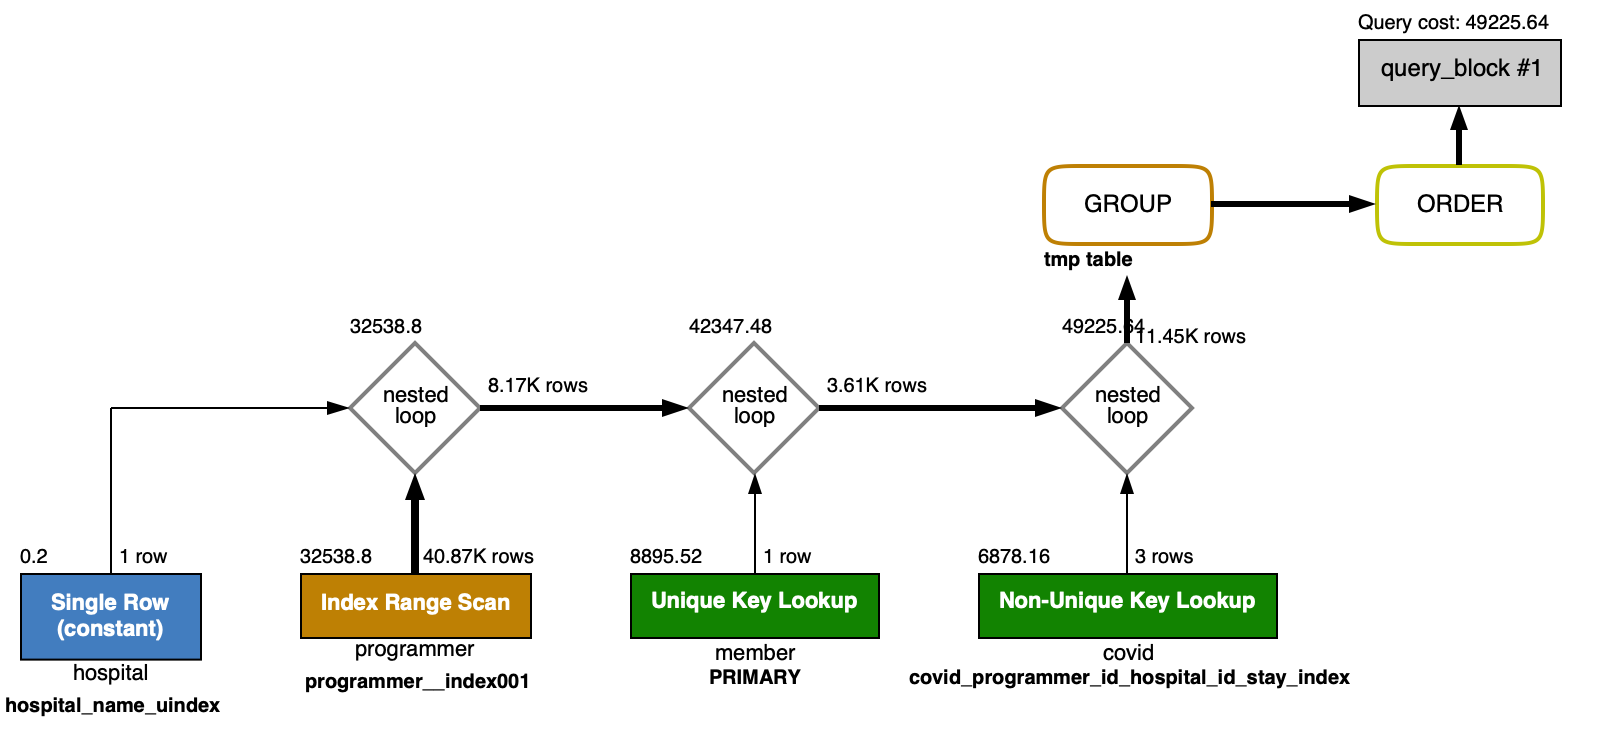 Query cost: 49225.64
query_block #1
GROUP
ORDER
tmp table
32538.8
42347.48
49225.64
11.45K rows
nested
loop
8.17K rows
nested
loop
3.61K rows
nested
loop
0.2
1 row
32538.8
40.87K rows
8895.52
1 row
6878.16
3 rows
Single Row
(constant)
Index Range Scan
Unique Key Lookup
Non-Unique Key Lookup
hospital
programmer
member
covid
hospital_name_uindex
programmer__index001
PRIMARY
covid_programmer_id_hospital_id_stay_index